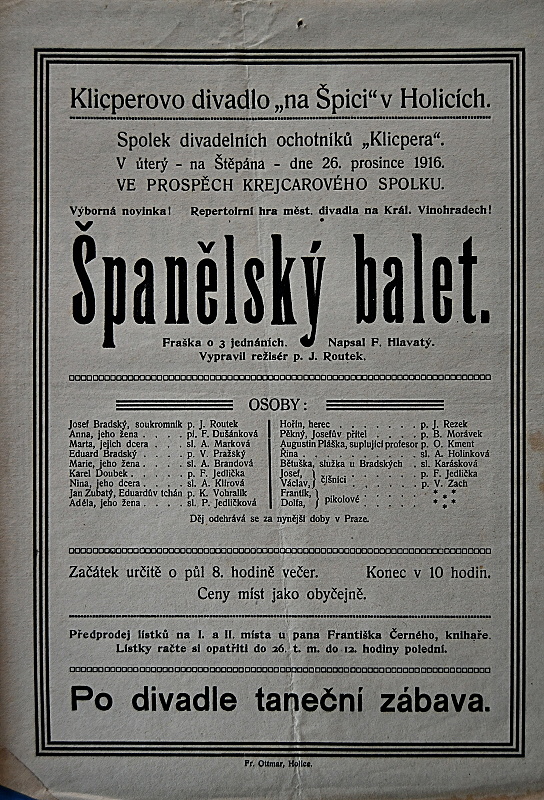 Klicperovo divadlo „na Špici“ v Holicích.
Spolek divadelních ochotníků „Klicpera“.
V úterý - na Štěpána - dne 26. prosince 1916.
VE PROSPĚCH KREJCAROVÉHO SPOLKU.
Výborná novinka! Repertoirní hra měst. divadla na Král. Vinohradech!
Španělský balet.
Fraška o 3 jednáních. Napsal F. Hlavatý.
Vypravil režisér p. J. Routek.
OSOBY:
Josef Bradský, soukromník p. J. Routek
Anna, jeho žena . . . . pí. F. Dušánková
Marta, jejich dcera . . . sl. A. Marková
Eduard Bradský . . . . p. V. Pražský
Marie, jeho žena . . . . sl. A. Brandová
Karel Doubek . . . . . p. F. Jedlička
Nina, jeho dcera . . . . sl. A. Klírová
Jan Zubatý, Eduardův tchán p. K. Vohralík
Adéla, jeho žena . . . . sl. P. Jedličková
Hořin, herec . . . . . . p. J. Rezek
Pěkný, Josefův přítel . . . . p. B. Morávek
Augustin Pláška, suplující profesor p. O. Kment
Řina . . . . . . . . sl. A. Holinková
Bětuška, služka u Bradských . sl. Karásková
Josef, } číšníci . . . . . . p. F. Jedlička
Václav, } p. V. Zach
Frantík, } pikolové . . . . . . * * *
Dolfa, } * * *
Děj odehrává se za nynější doby v Praze.
Začátek určitě o půl 8. hodině večer. Konec v 10 hodin.
Ceny míst jako obyčejně.
Předprodej lístků na I. a II. místa u pana Františka Černého, knihaře.
Lístky račte si opatřiti do 26. t. m. do 12. hodiny polední.
Po divadle taneční zábava.
Fr. Ottmar, Holice.